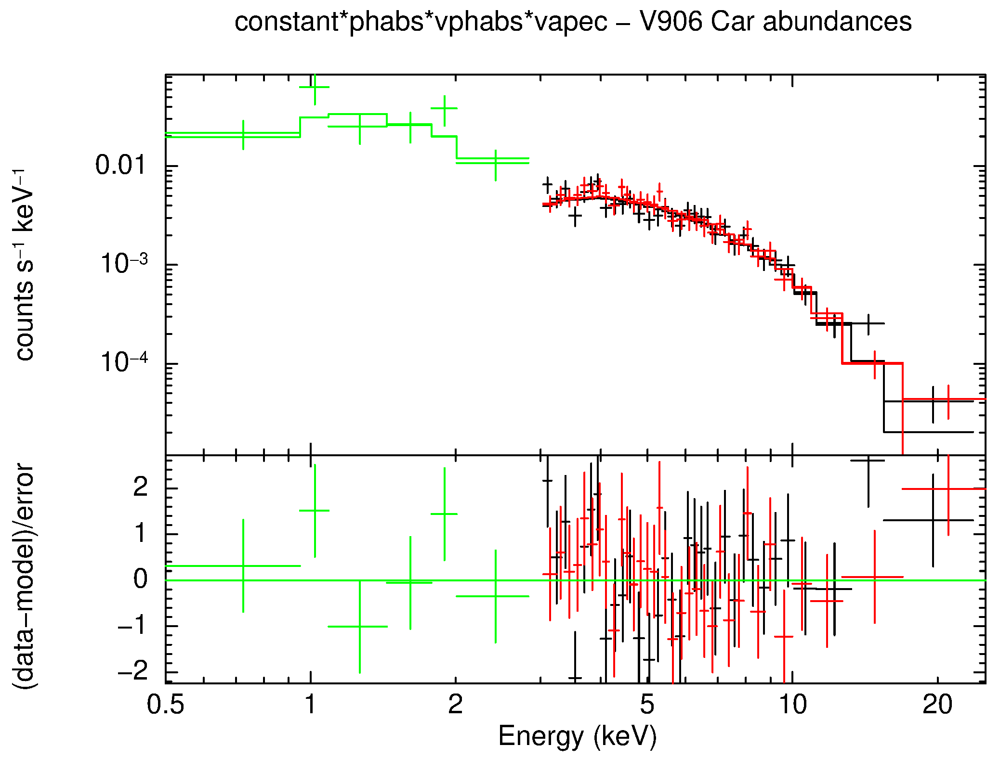 constant*phabs*vphabs*vapec − V906 Car abundances
counts s⁻¹ keV⁻¹
0.01
10⁻³
10⁻⁴
(data−model)/error
2
1
0
−1
−2
0.5 1 2 5 10 20
Energy (keV)